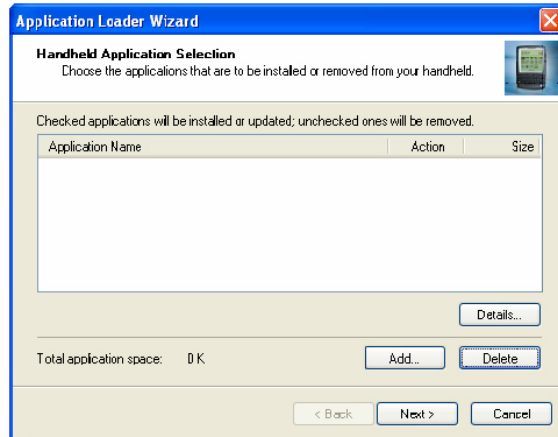 Application Loader Wizard
Handheld Application Selection
Choose the applications that are to be installed or removed from your handheld.
Checked applications will be installed or updated; unchecked ones will be removed.
Application Name Action Size
Details...
Total application space: 0 K Add... Delete
< Back Next > Cancel